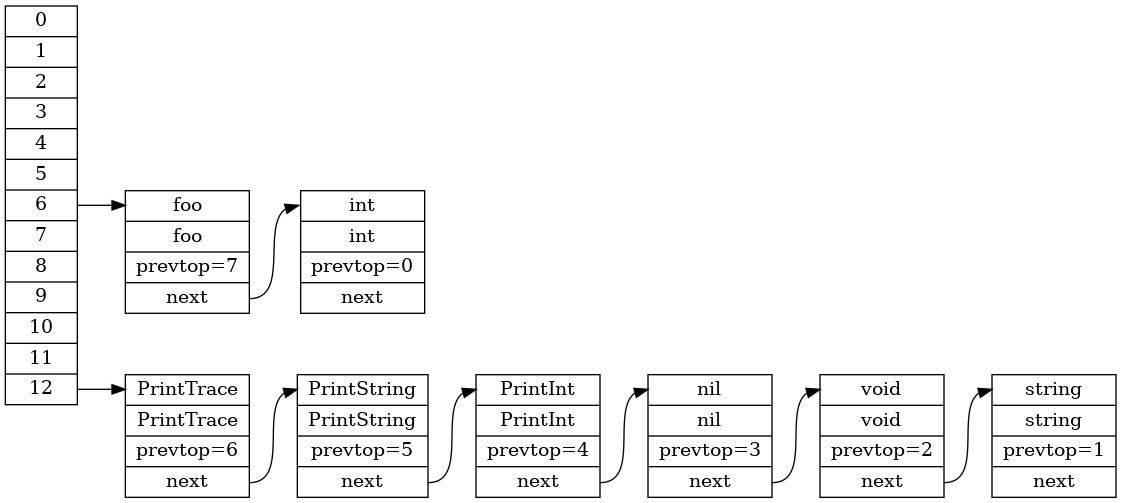 0
1
2
3
4
5
6
7
8
9
10
11
12
foo
foo
prevtop=7
next
int
int
prevtop=0
next
PrintTrace
PrintTrace
prevtop=6
next
PrintString
PrintString
prevtop=5
next
PrintInt
PrintInt
prevtop=4
next
nil
nil
prevtop=3
next
void
void
prevtop=2
next
string
string
prevtop=1
next